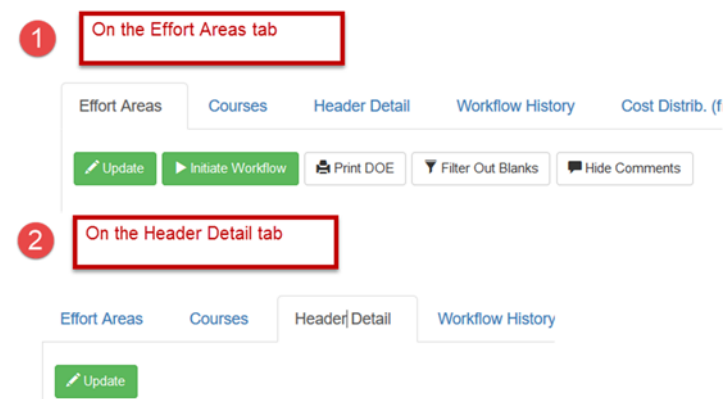 1 On the Effort Areas tab
Effort Areas Courses Header Detail Workflow History Cost Distrib. (f
Update Initiate Workflow Print DOE Filter Out Blanks Hide Comments
2 On the Header Detail tab
Effort Areas Courses Header Detail Workflow History
Update